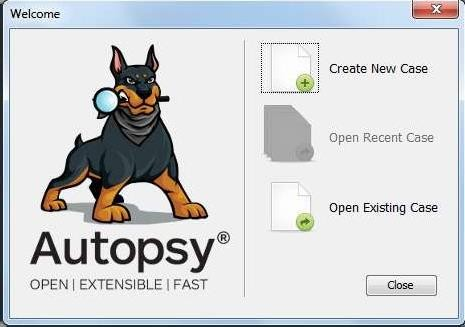 Welcome
Create New Case
Open Recent Case
Open Existing Case
Autopsy®
OPEN | EXTENSIBLE | FAST
Close